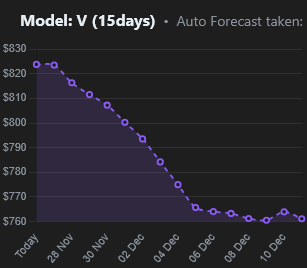 Model: V (15days) • Auto Forecast taken:
$830
$820
$810
$800
$790
$780
$770
$760
Today
28 Nov
30 Nov
02 Dec
04 Dec
06 Dec
08 Dec
10 Dec